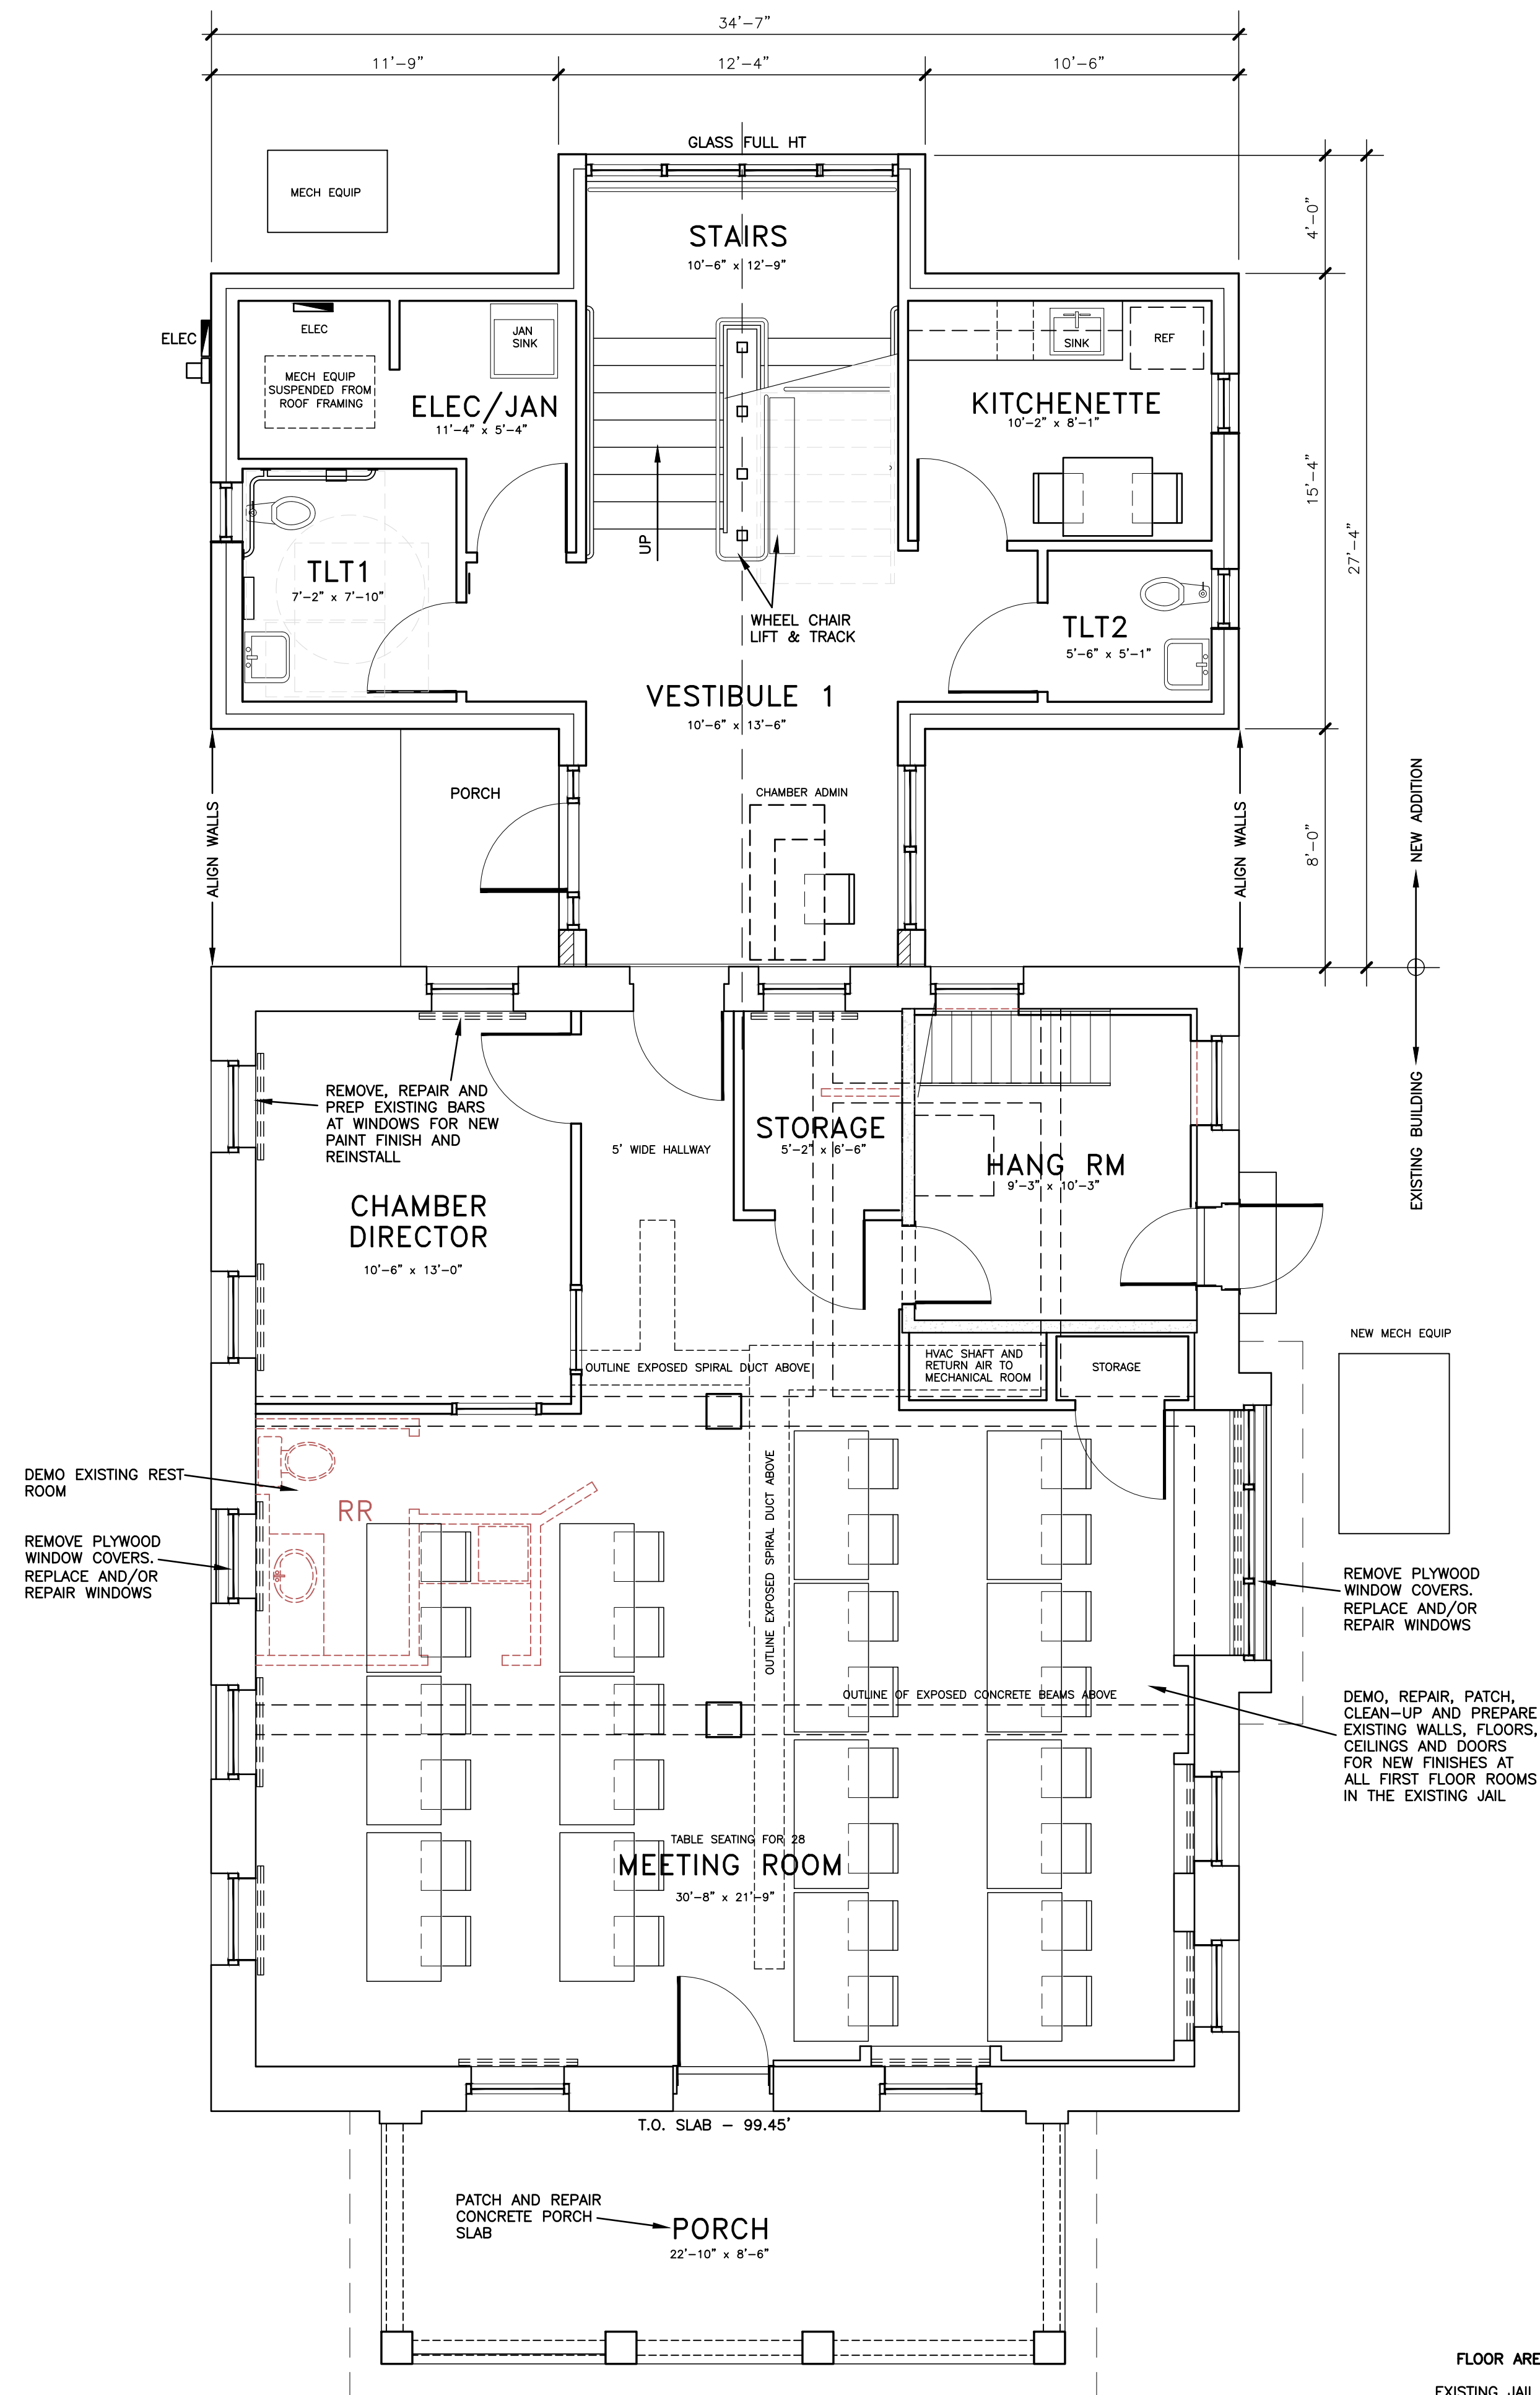 34'-7"
11'-9"
12'-4"
10'-6"
GLASS FULL HT
MECH EQUIP
STAIRS
10'-6" x 12'-9"
4'-0"
ELEC
ELEC
JAN
SINK
SINK
REF
MECH EQUIP
SUSPENDED FROM
ROOF FRAMING
ELEC/JAN
11'-4" x 5'-4"
KITCHENETTE
10'-2" x 8'-1"
15'-4"
27'-4"
UP
TLT1
7'-2" x 7'-10"
WHEEL CHAIR
LIFT & TRACK
TLT2
5'-6" x 5'-1"
VESTIBULE 1
10'-6" x 13'-6"
PORCH
CHAMBER ADMIN
ALIGN WALLS
ALIGN WALLS
8'-0"
NEW ADDITION
EXISTING BUILDING
REMOVE, REPAIR AND
PREP EXISTING BARS
AT WINDOWS FOR NEW
PAINT FINISH AND
REINSTALL
5' WIDE HALLWAY
STORAGE
5'-2" x 6'-6"
HANG RM
9'-3" x 10'-3"
CHAMBER
DIRECTOR
10'-6" x 13'-0"
OUTLINE EXPOSED SPIRAL DUCT ABOVE
HVAC SHAFT AND
RETURN AIR TO
MECHANICAL ROOM
STORAGE
NEW MECH EQUIP
DEMO EXISTING REST
ROOM
RR
OUTLINE EXPOSED SPIRAL DUCT ABOVE
REMOVE PLYWOOD
WINDOW COVERS.
REPLACE AND/OR
REPAIR WINDOWS
REMOVE PLYWOOD
WINDOW COVERS.
REPLACE AND/OR
REPAIR WINDOWS
OUTLINE OF EXPOSED CONCRETE BEAMS ABOVE
DEMO, REPAIR, PATCH,
CLEAN-UP AND PREPARE
EXISTING WALLS, FLOORS,
CEILINGS AND DOORS
FOR NEW FINISHES AT
ALL FIRST FLOOR ROOMS
IN THE EXISTING JAIL
TABLE SEATING FOR 28
MEETING ROOM
30'-8" x 21'-9"
T.O. SLAB - 99.45'
PATCH AND REPAIR
CONCRETE PORCH
SLAB
PORCH
22'-10" x 8'-6"
FLOOR ARE
EXISTING JAIL